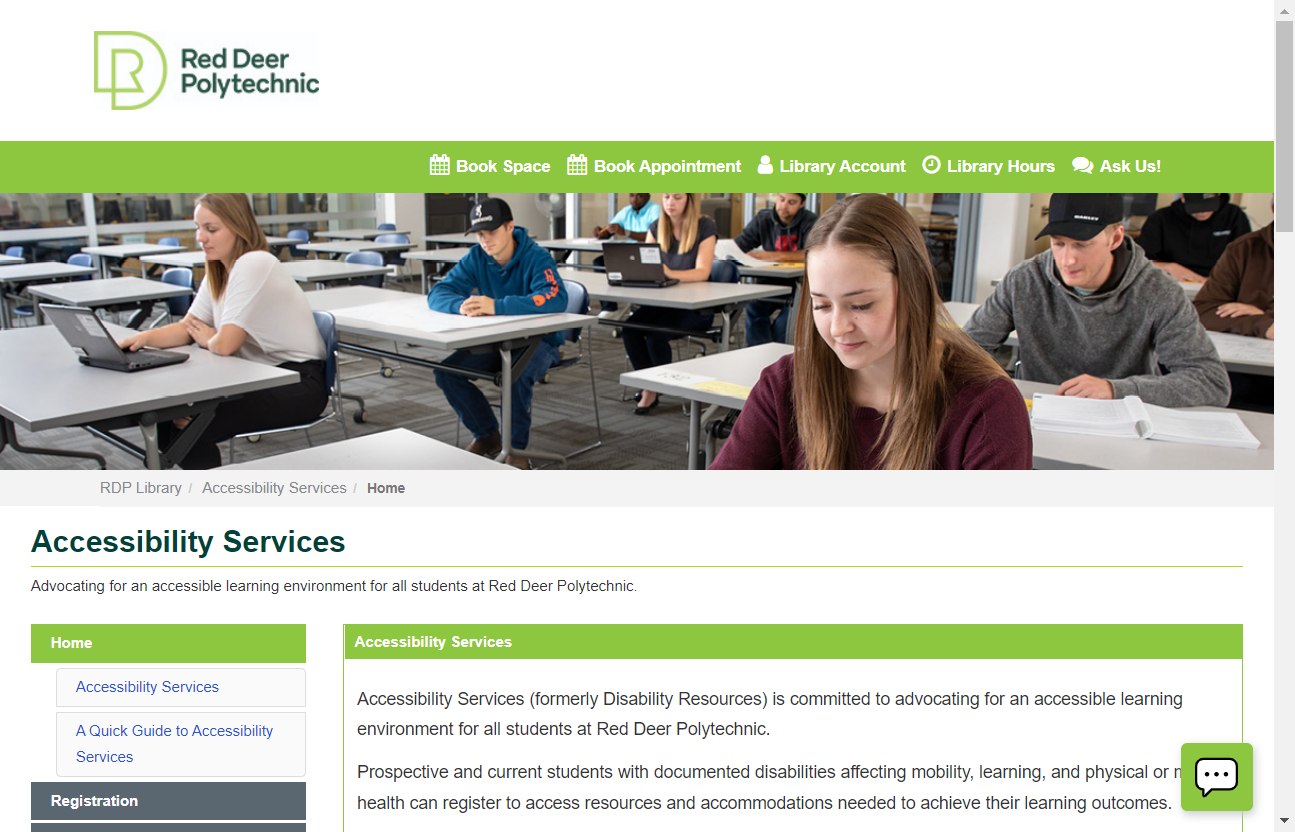 Red Deer
Polytechnic
Book Space Book Appointment Library Account Library Hours Ask Us!
RDP Library / Accessibility Services / Home
Accessibility Services
Advocating for an accessible learning environment for all students at Red Deer Polytechnic.
Home
Accessibility Services
A Quick Guide to Accessibility
Services
Registration
Accessibility Services
Accessibility Services (formerly Disability Resources) is committed to advocating for an accessible learning
environment for all students at Red Deer Polytechnic.
Prospective and current students with documented disabilities affecting mobility, learning, and physical or
health can register to access resources and accommodations needed to achieve their learning outcomes.